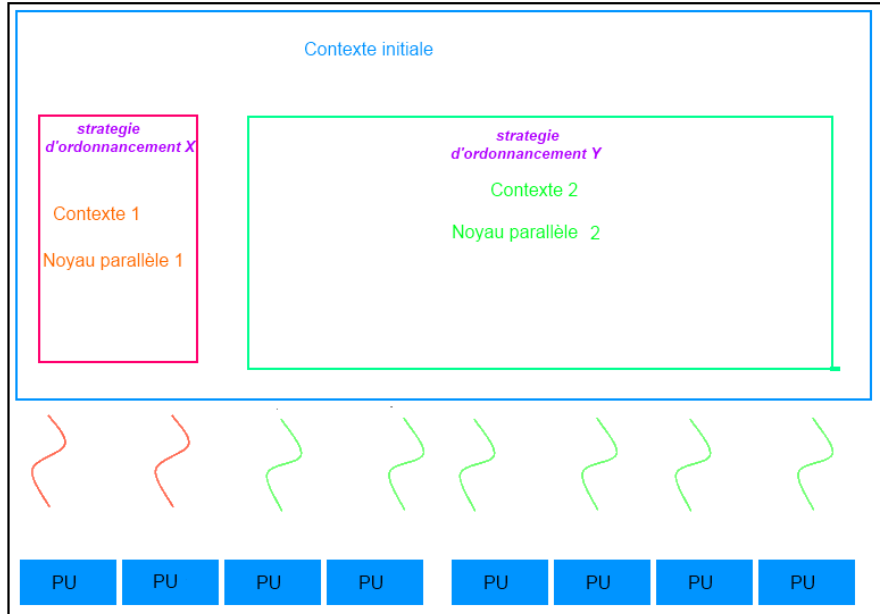 Contexte initiale
strategie
d'ordonnancement X
Contexte 1
Noyau parallèle 1
strategie
d'ordonnancement Y
Contexte 2
Noyau parallèle 2
PU PU PU PU PU PU PU PU